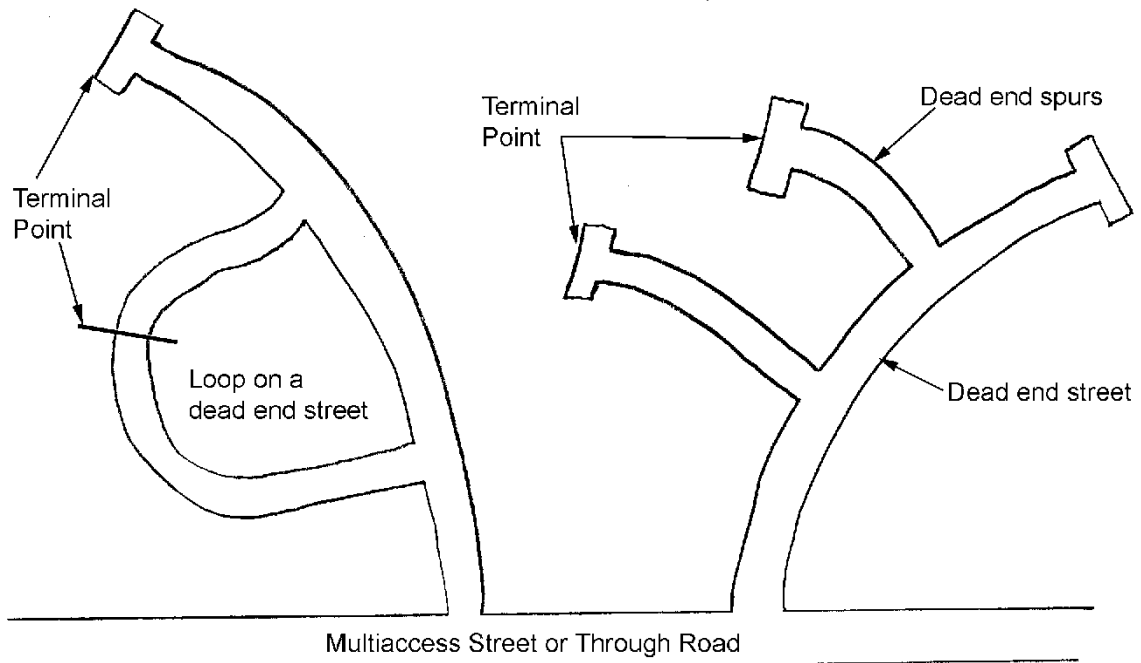 Terminal
Point
Dead end spurs
Terminal
Point
Loop on a
dead end street
Dead end street
Multiaccess Street or Through Road